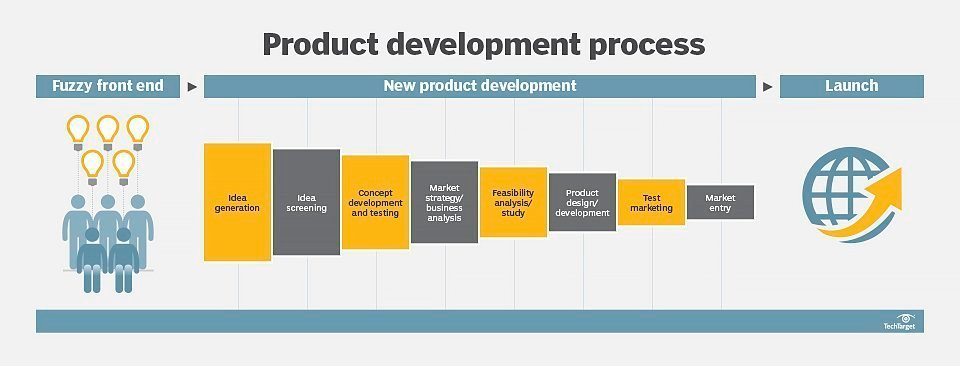 Product development process
Fuzzy front end
New product development
Launch
Idea
generation
Idea
screening
Concept
development
and testing
Market
strategy/
business
analysis
Feasibility
analysis/
study
Product
design/
development
Test
marketing
Market
entry
TechTarget